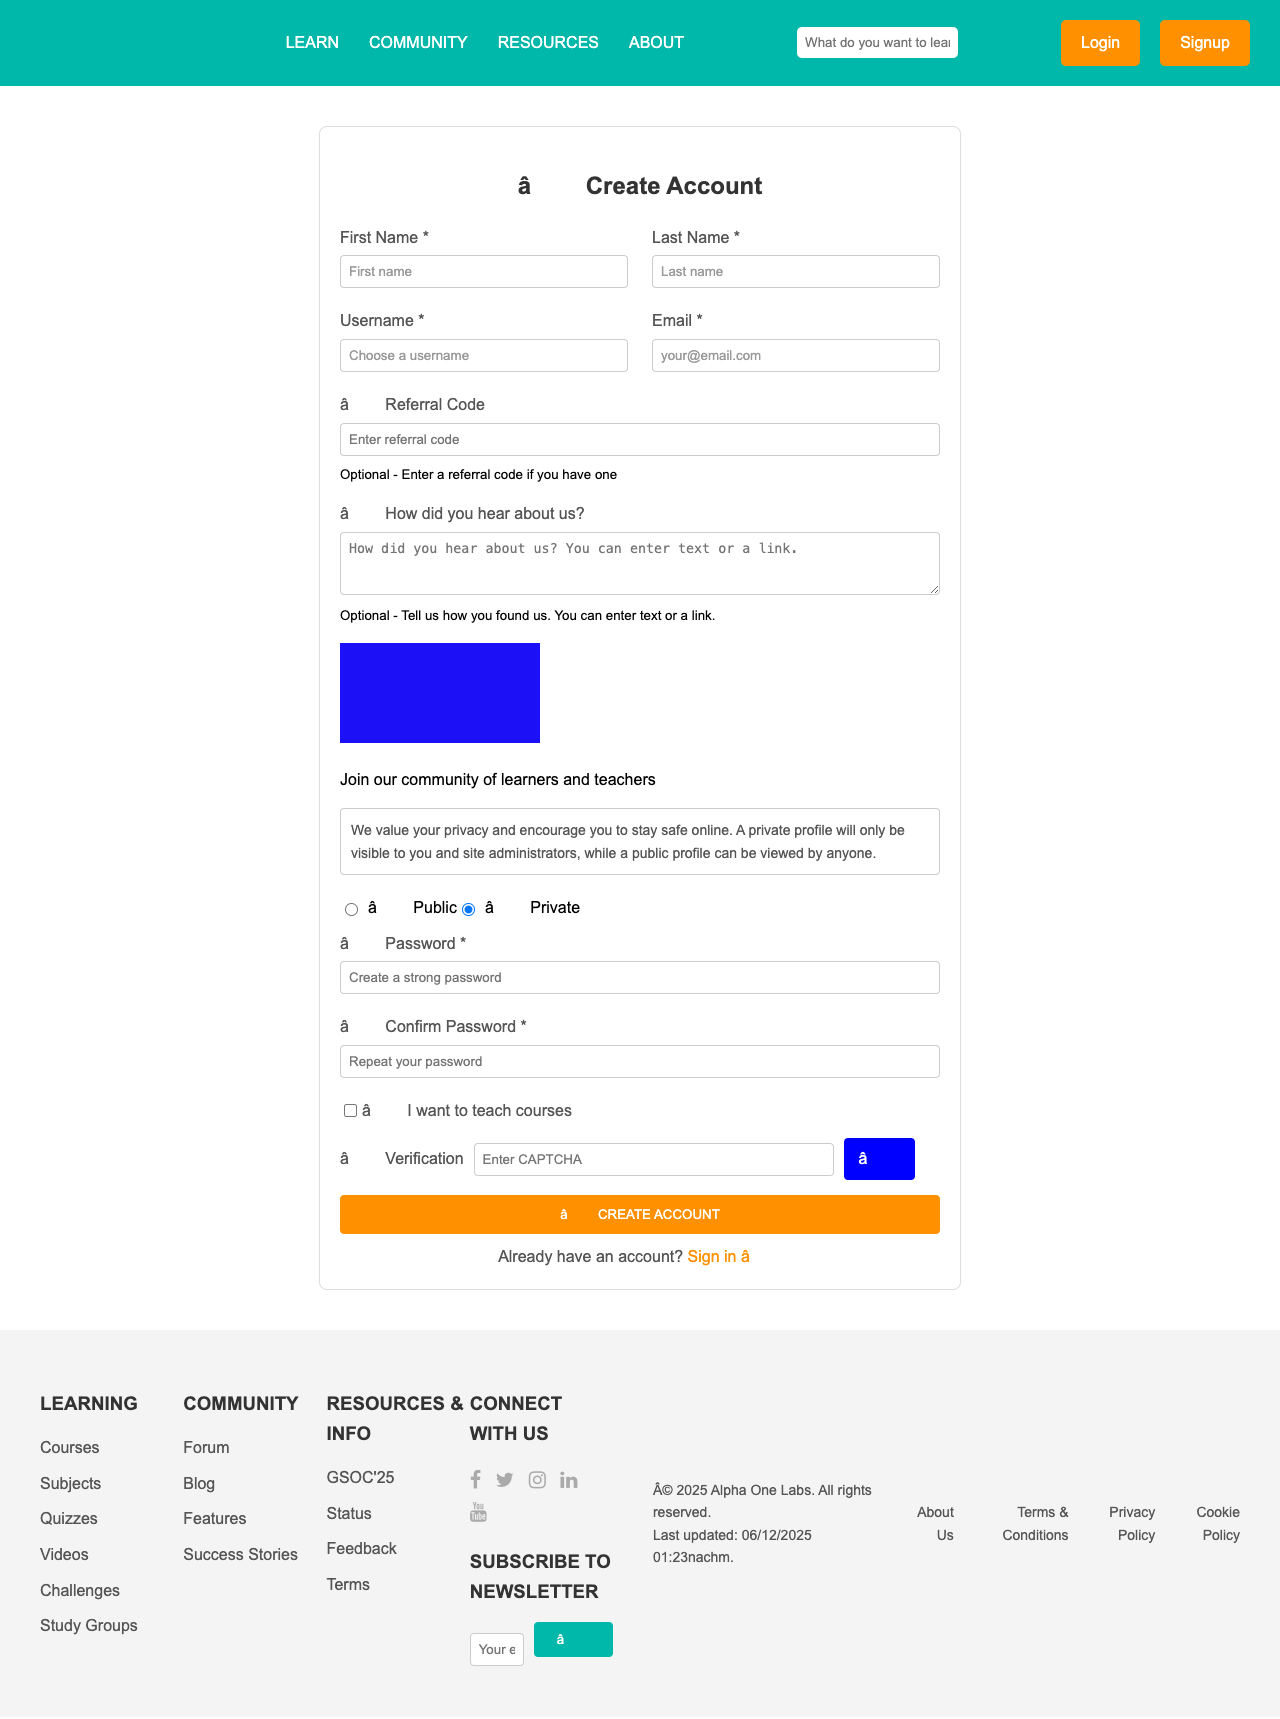 LEARN COMMUNITY RESOURCES ABOUT What do you want to lear Login Signup
â Create Account
First Name * Last Name *
First name Last name
Username * Email *
Choose a username your@email.com
â Referral Code
Enter referral code
Optional - Enter a referral code if you have one
â How did you hear about us?
How did you hear about us? You can enter text or a link.
Optional - Tell us how you found us. You can enter text or a link.
Join our community of learners and teachers
We value your privacy and encourage you to stay safe online. A private profile will only be
visible to you and site administrators, while a public profile can be viewed by anyone.
â Public â Private
â Password *
Create a strong password
â Confirm Password *
Repeat your password
â I want to teach courses
â Verification Enter CAPTCHA â
â CREATE ACCOUNT
Already have an account? Sign in â
LEARNING
Courses
Subjects
Quizzes
Videos
Challenges
Study Groups
COMMUNITY
Forum
Blog
Features
Success Stories
RESOURCES &
INFO
GSOC'25
Status
Feedback
Terms
CONNECT
WITH US
You
Tube
SUBSCRIBE TO
NEWSLETTER
Your e â
Â© 2025 Alpha One Labs. All rights
reserved.
Last updated: 06/12/2025
01:23nachm.
About
Us
Terms &
Conditions
Privacy
Policy
Cookie
Policy